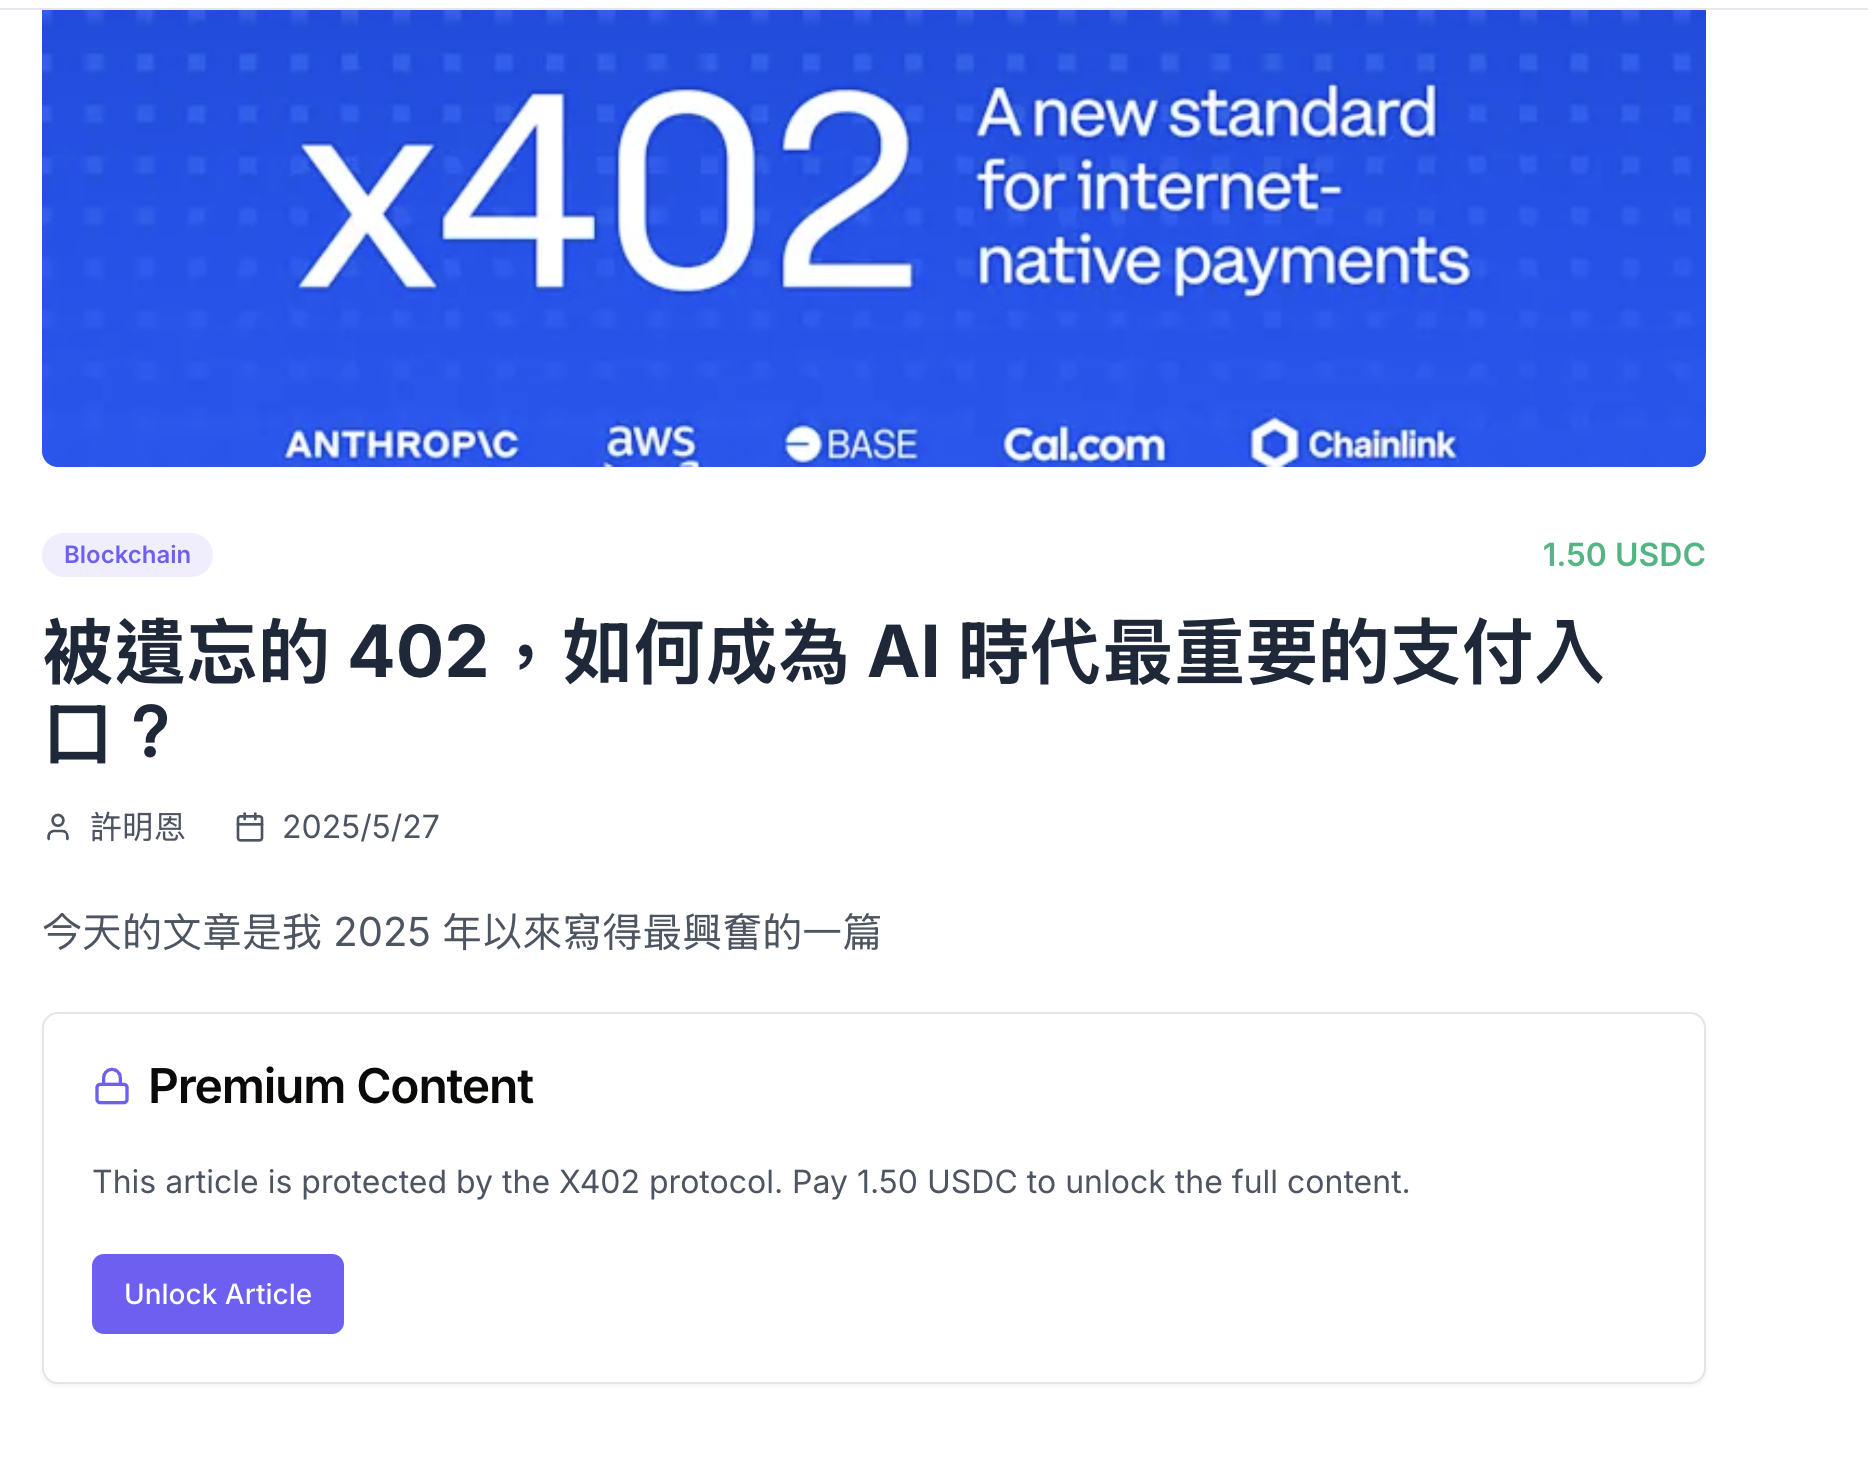 x402
A new standard
for internet-
native payments
ANTHROP\C
aws
BASE
Cal.com
Chainlink
Blockchain
1.50 USDC
被遺忘的 402，如何成為 AI 時代最重要的支付入
口？
許明恩
2025/5/27
今天的文章是我 2025 年以來寫得最興奮的一篇
Premium Content
This article is protected by the X402 protocol. Pay 1.50 USDC to unlock the full content.
Unlock Article